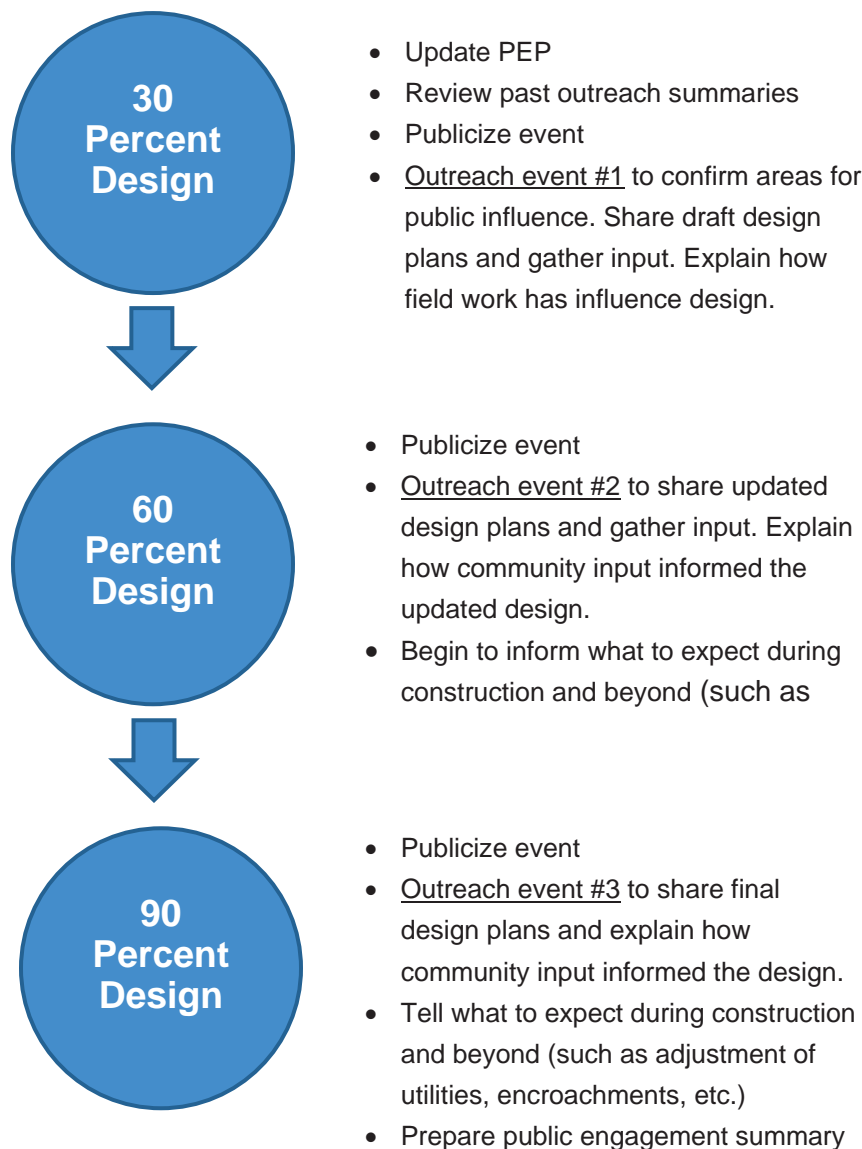 30
Percent
Design
• Update PEP
• Review past outreach summaries
• Publicize event
• Outreach event #1 to confirm areas for
public influence. Share draft design
plans and gather input. Explain how
field work has influence design.
60
Percent
Design
• Publicize event
• Outreach event #2 to share updated
design plans and gather input. Explain
how community input informed the
updated design.
• Begin to inform what to expect during
construction and beyond (such as
90
Percent
Design
• Publicize event
• Outreach event #3 to share final
design plans and explain how
community input informed the design.
• Tell what to expect during construction
and beyond (such as adjustment of
utilities, encroachments, etc.)
• Prepare public engagement summary